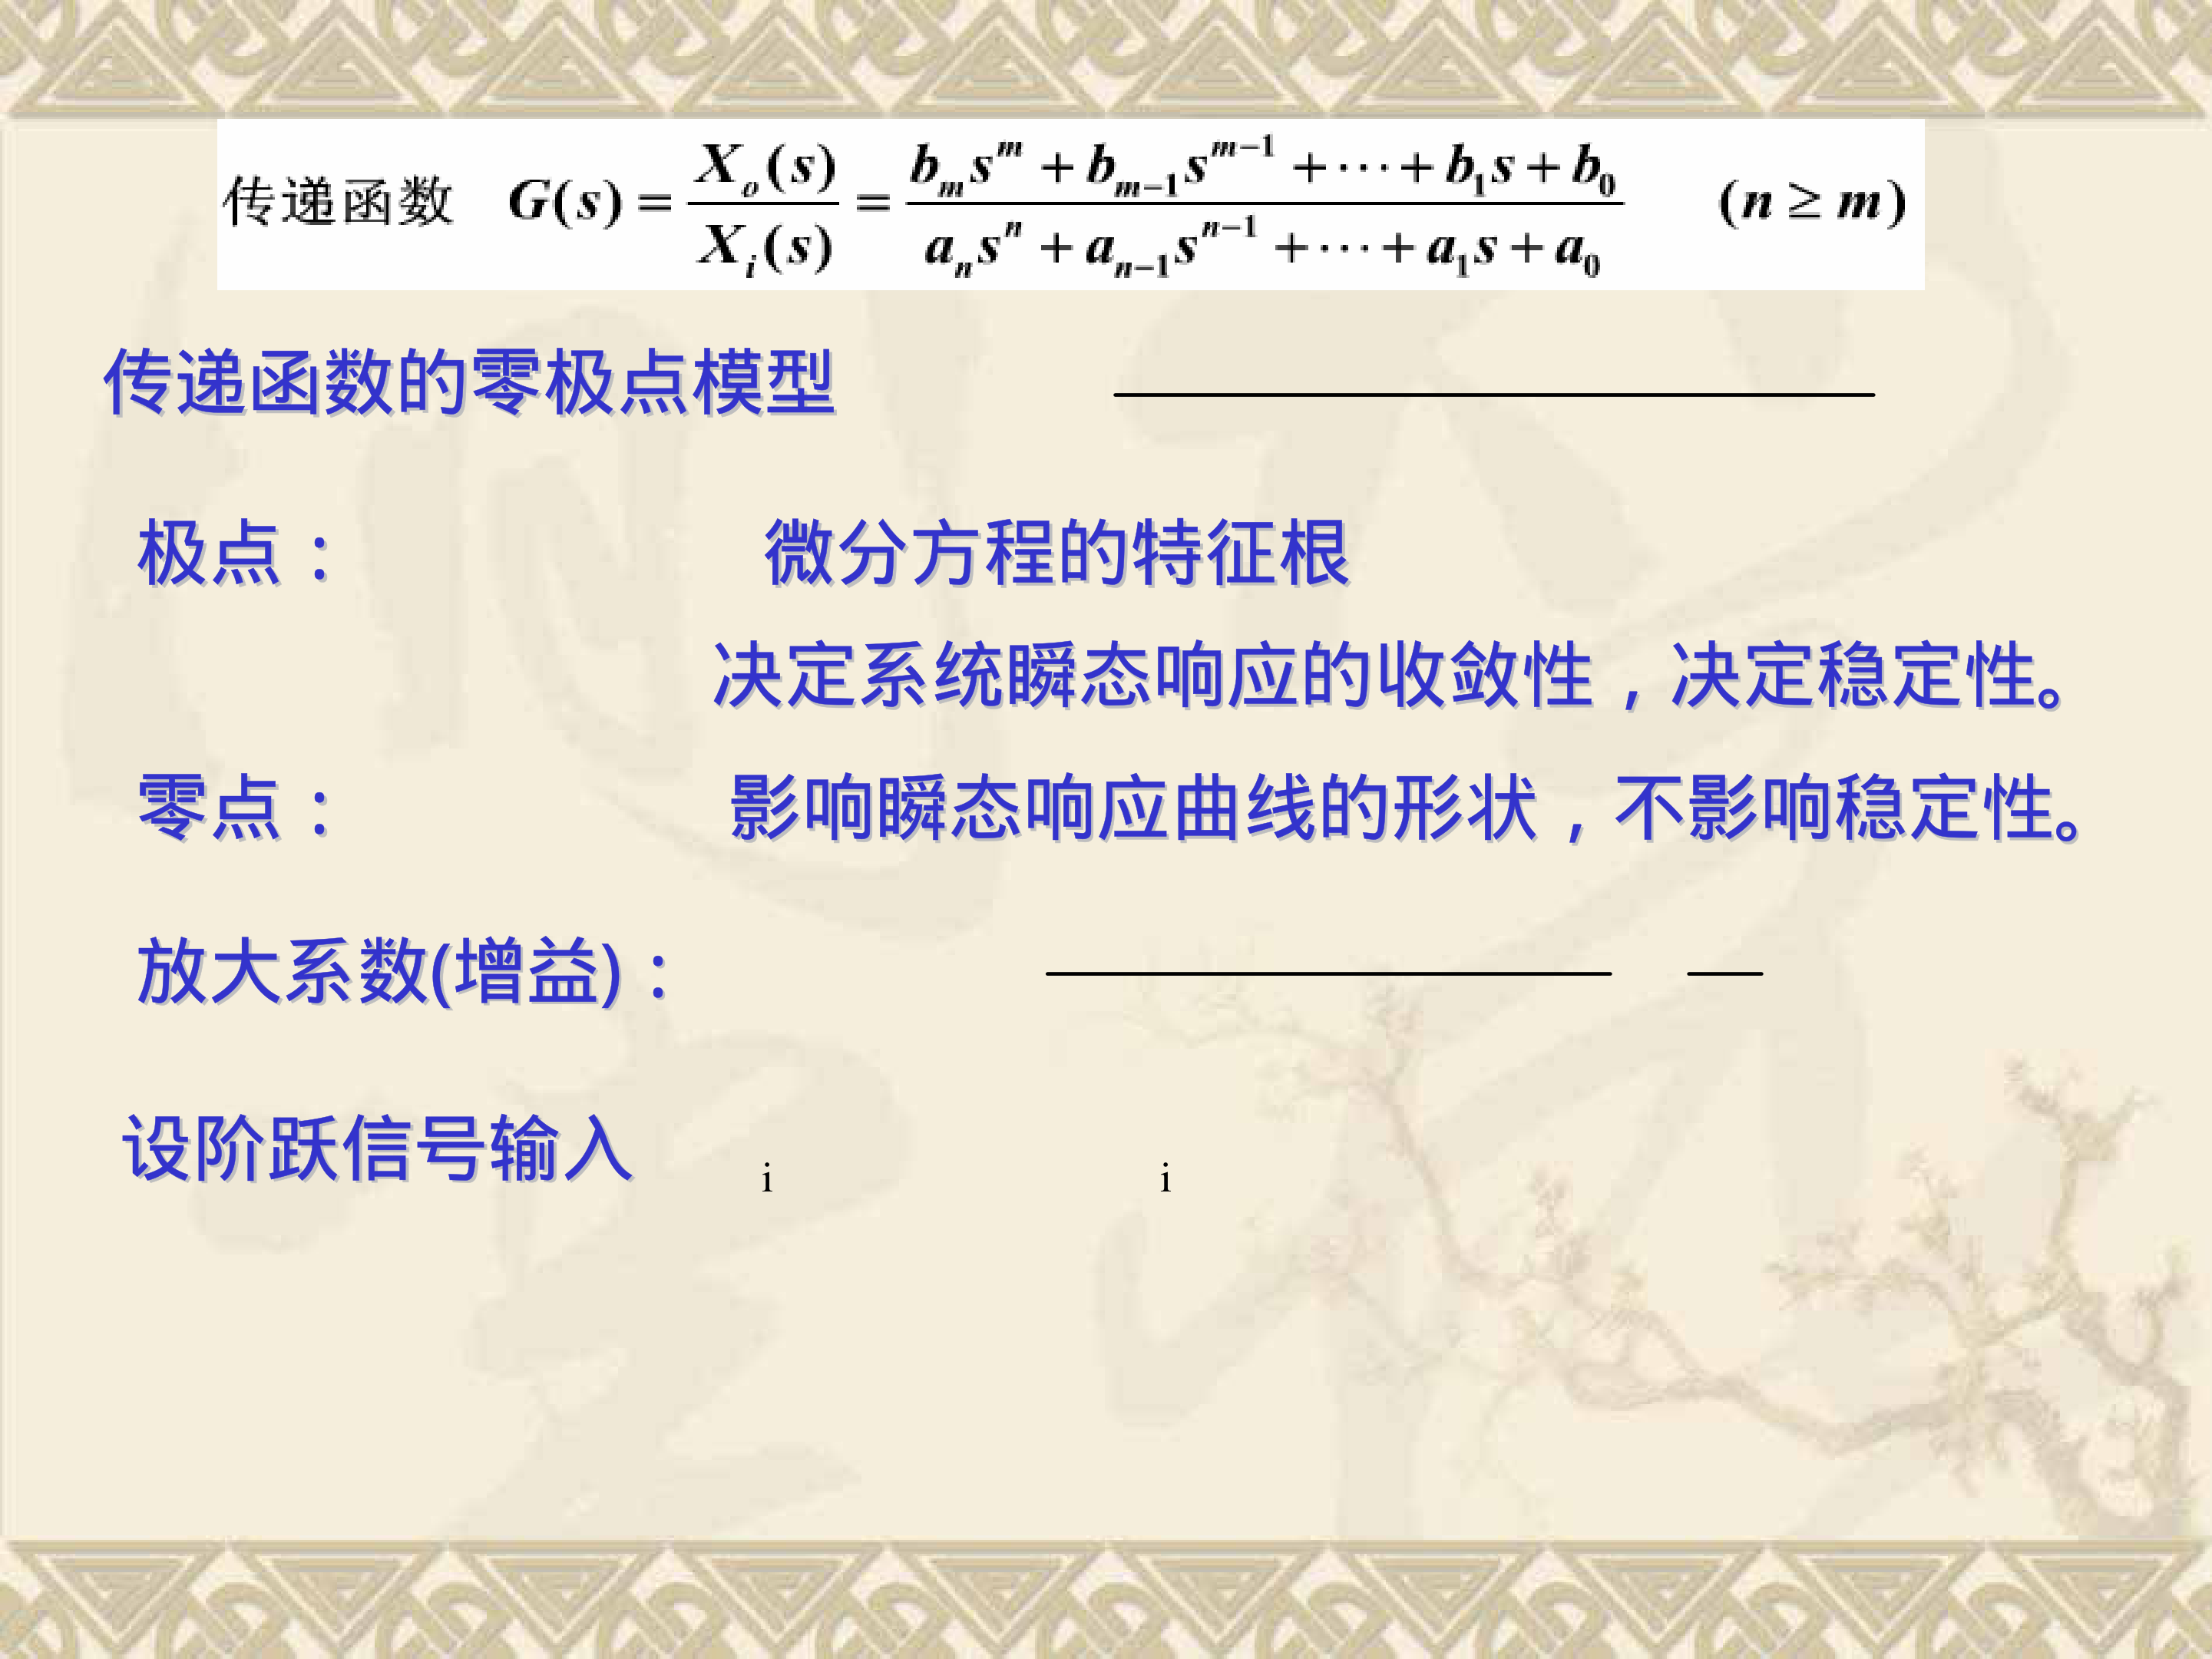 传递函数 G(s) = X_o(s) / X_i(s) = (b_m s^m + b_{m-1} s^{m-1} + ··· + b_1 s + b_0) / (a_n s^n + a_{n-1} s^{n-1} + ··· + a_1 s + a_0) (n ≥ m)
传递函数的零极点模型
极点： 微分方程的特征根
决定系统瞬态响应的收敛性，决定稳定性。
零点： 影响瞬态响应曲线的形状，不影响稳定性。
放大系数(增益)：
设阶跃信号输入 i i